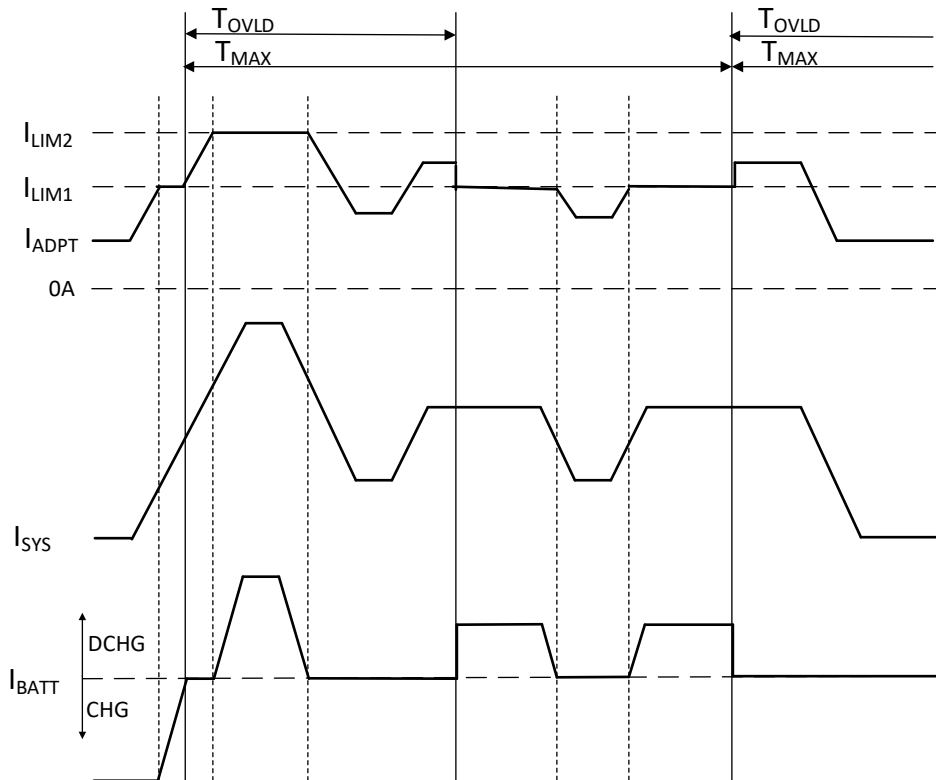 TOVLD
TOVLD
TMAX
TMAX
ILIM2
ILIM1
IADPT
0A
ISYS
DCHG
IBATT
CHG